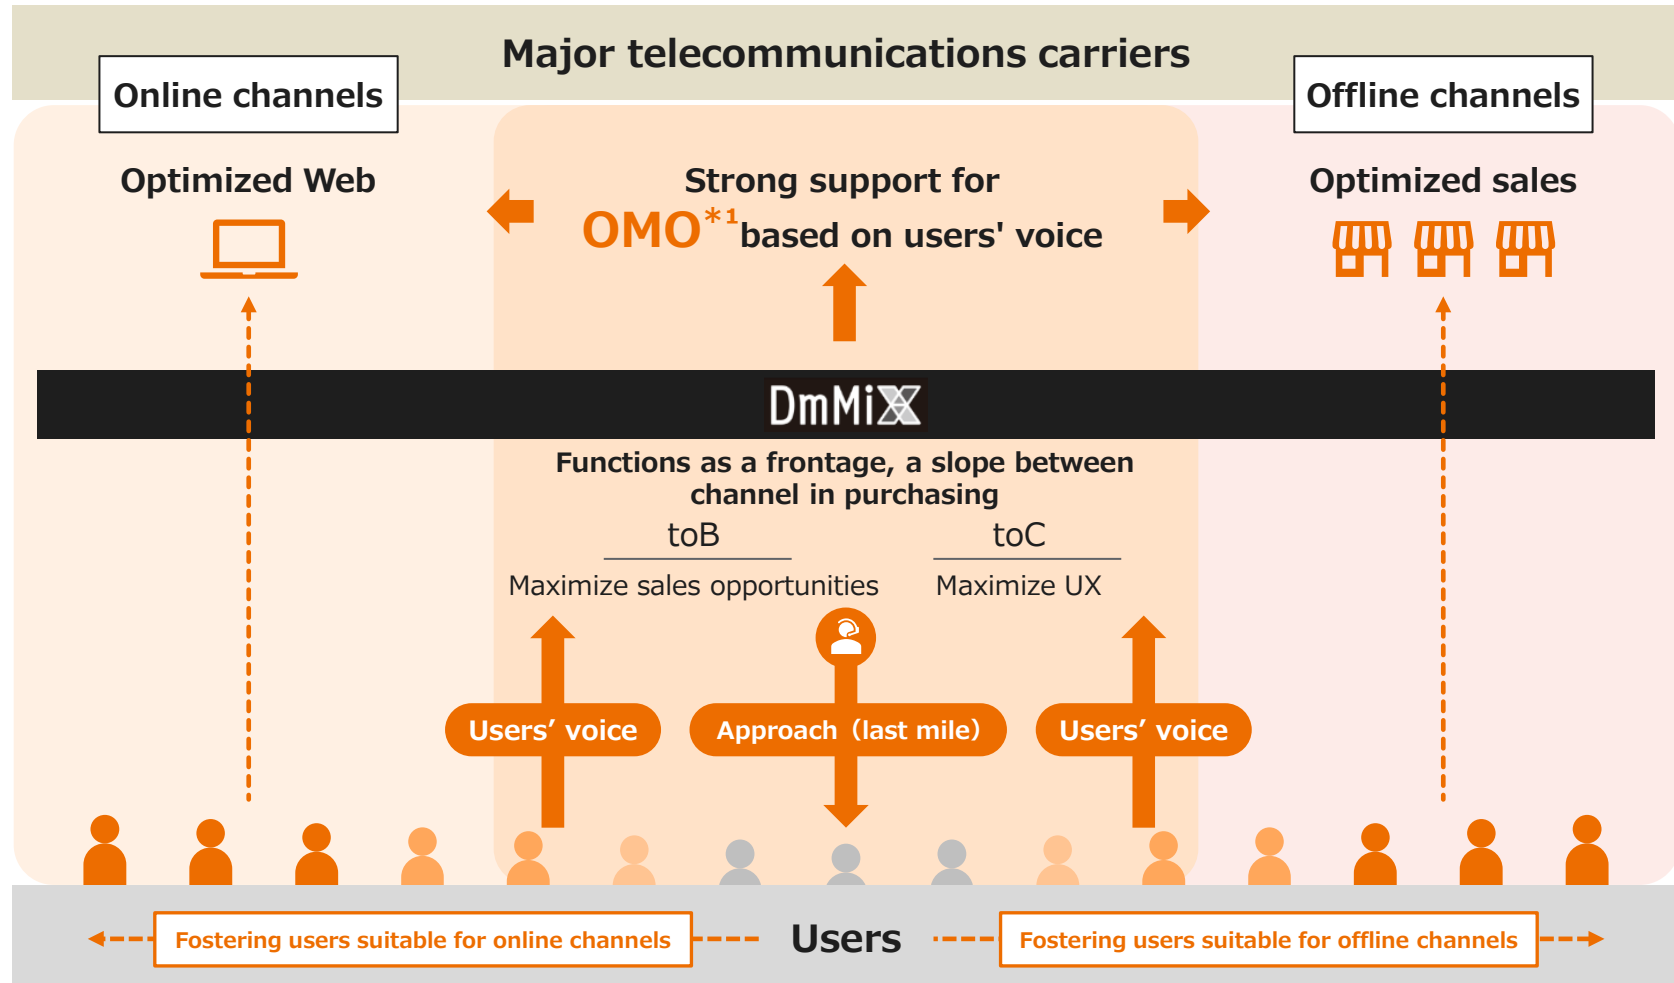 Major telecommunications carriers
Online channels
Offline channels
Optimized Web
Strong support for
OMO*1 based on users' voice
Optimized sales
DmMiX
Functions as a frontage, a slope between
channel in purchasing
toB
toC
Maximize sales opportunities
Maximize UX
Users’ voice
Approach（last mile）
Users’ voice
Fostering users suitable for online channels
Users
Fostering users suitable for offline channels